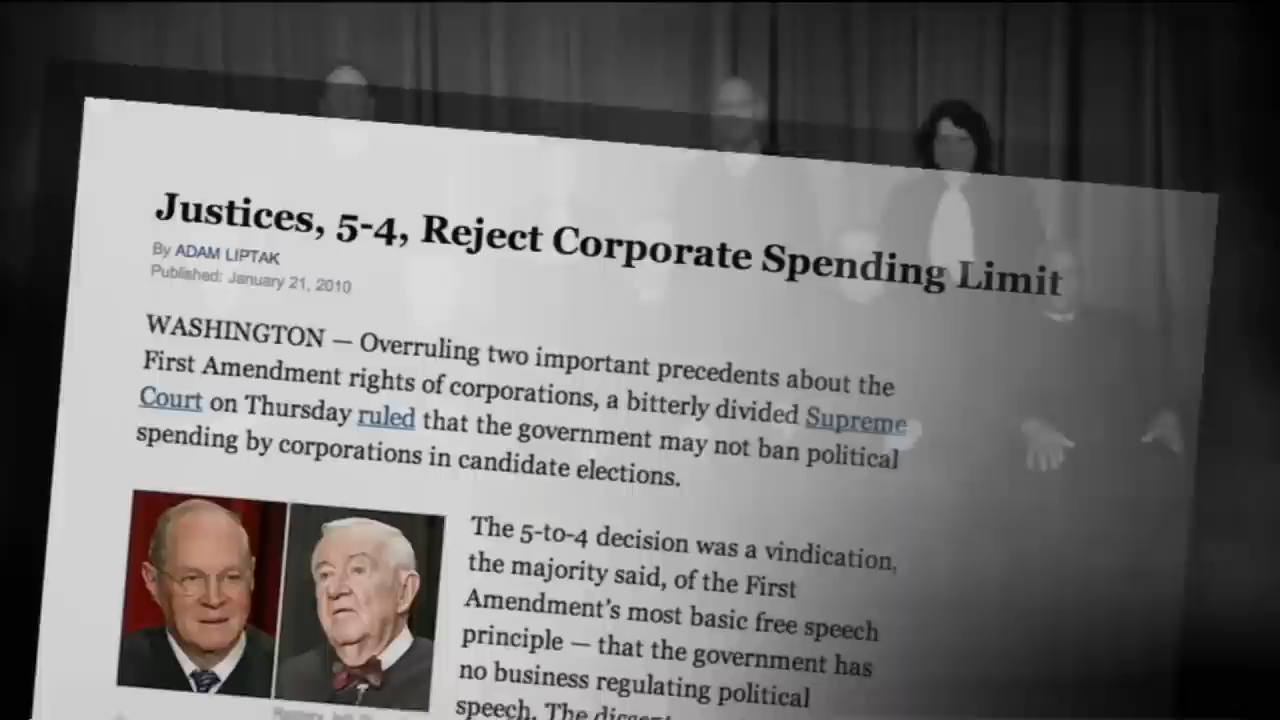 Justices, 5-4, Reject Corporate Spending Limit
By ADAM LIPTAK
Published: January 21, 2010
WASHINGTON — Overruling two important precedents about the
First Amendment rights of corporations, a bitterly divided Supreme
Court on Thursday ruled that the government may not ban political
spending by corporations in candidate elections.
The 5-to-4 decision was a vindication,
the majority said, of the First
Amendment's most basic free speech
principle — that the government has
no business regulating political
speech. The